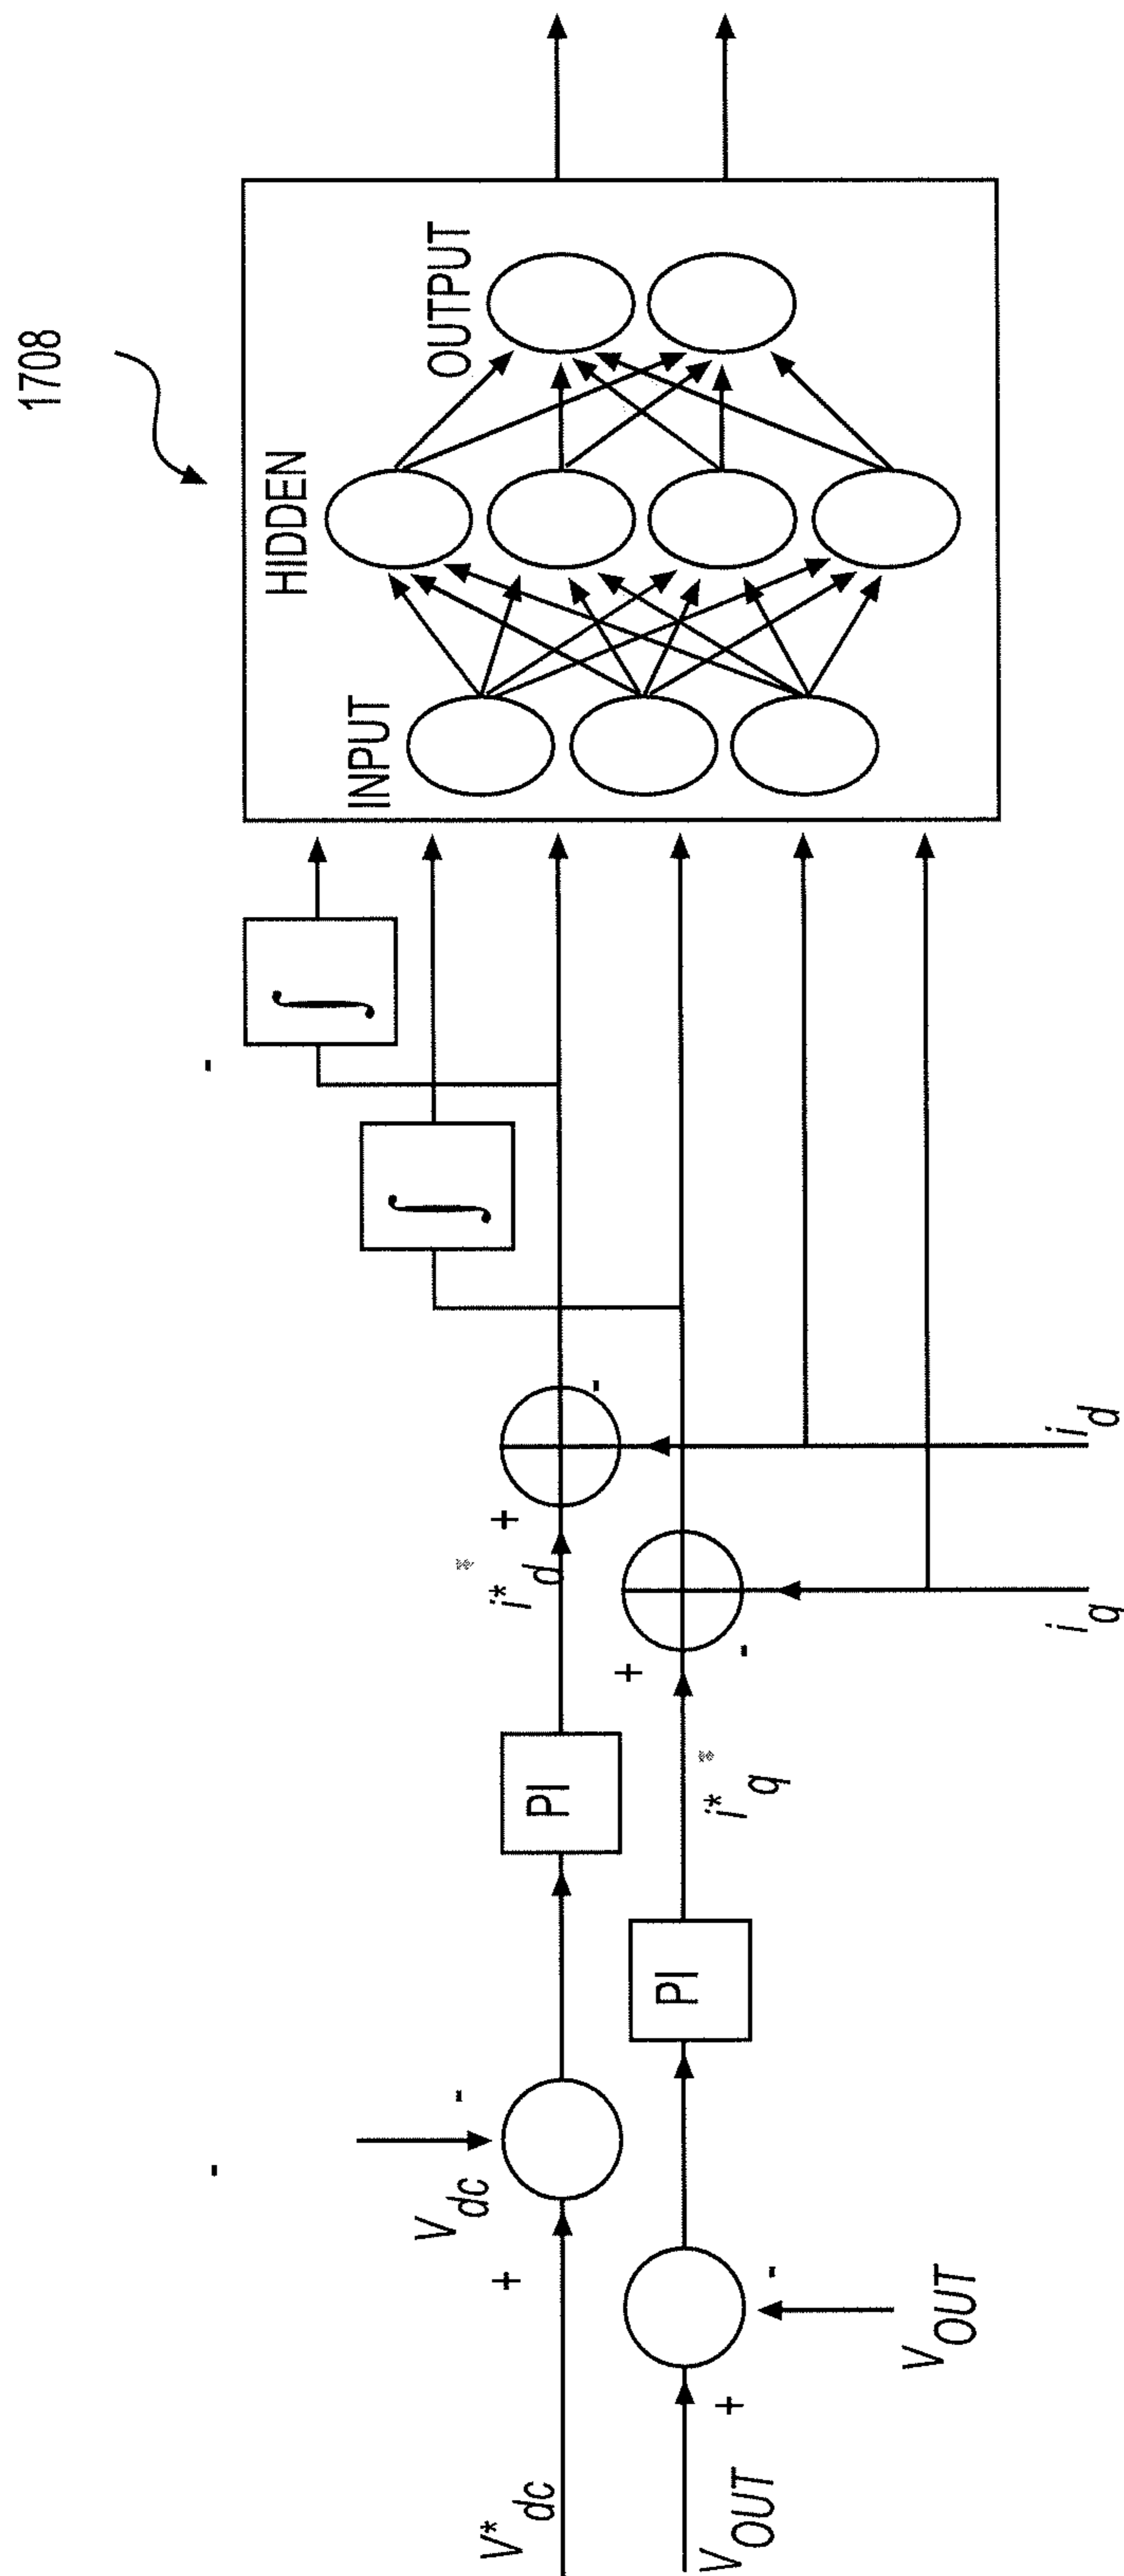 1708
INPUT
HIDDEN
OUTPUT
∫
∫
-
+
-
i*d
+
-
i*q
id
iq
PI
PI
-
-
Vdc
+
V*dc
-
+
VOUT
VOUT